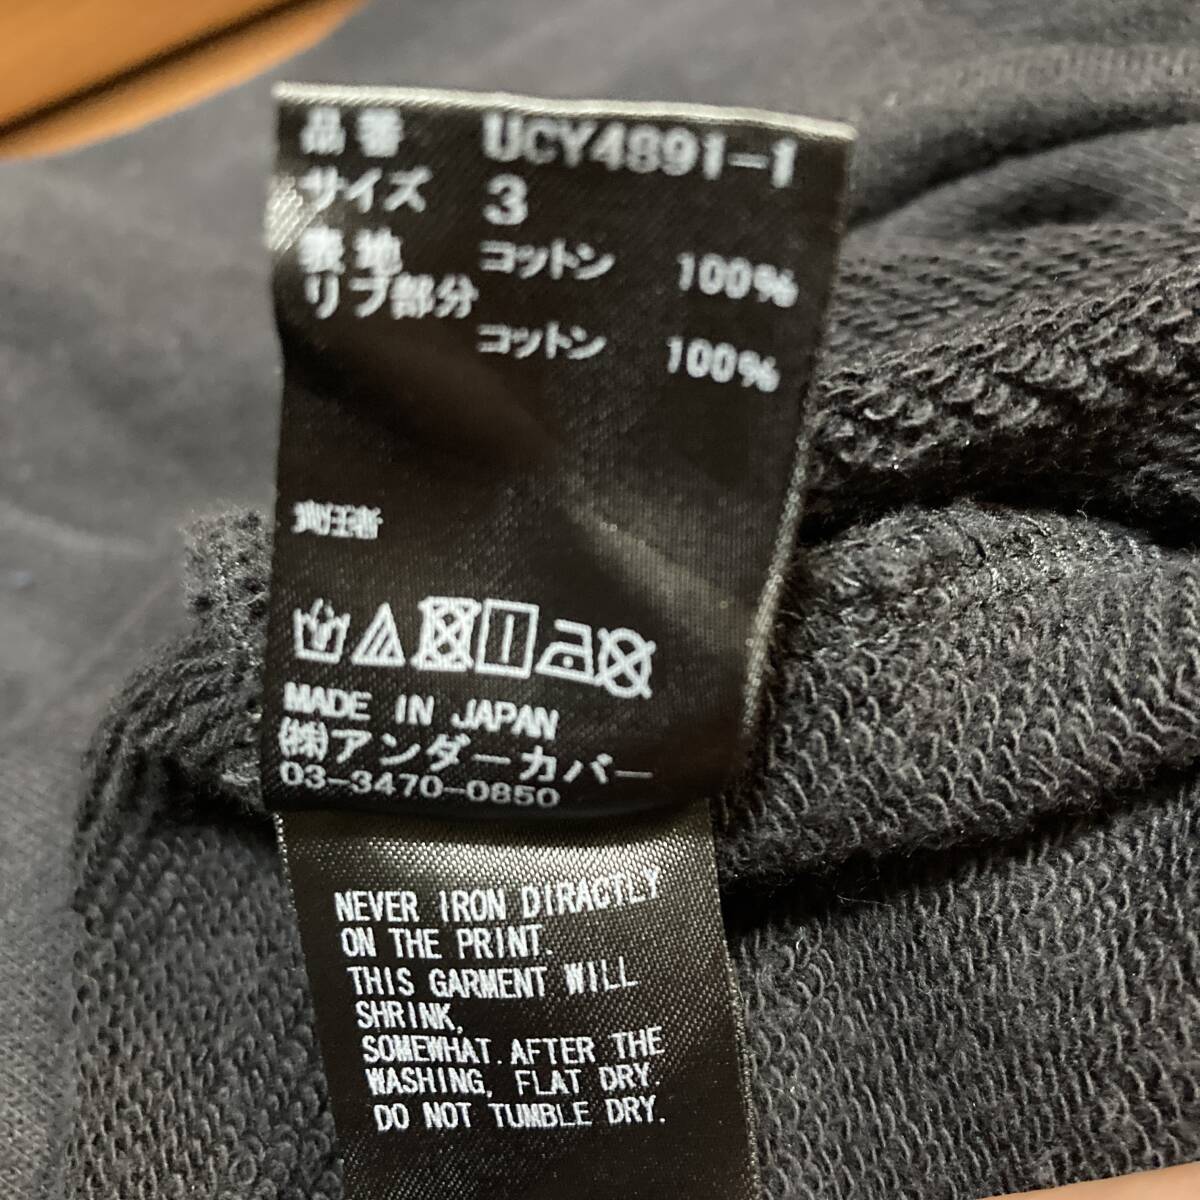 品番 UCY4891-1
サイズ 3
表地 コットン 100%
リブ部分
コットン 100%
責任者
MADE IN JAPAN
(株)アンダーカバー
03-3470-0850
NEVER IRON DIRACTLY
ON THE PRINT.
THIS GARMENT WILL
SHRINK,
SOMEWHAT. AFTER THE
WASHING, FLAT DRY.
DO NOT TUMBLE DRY.